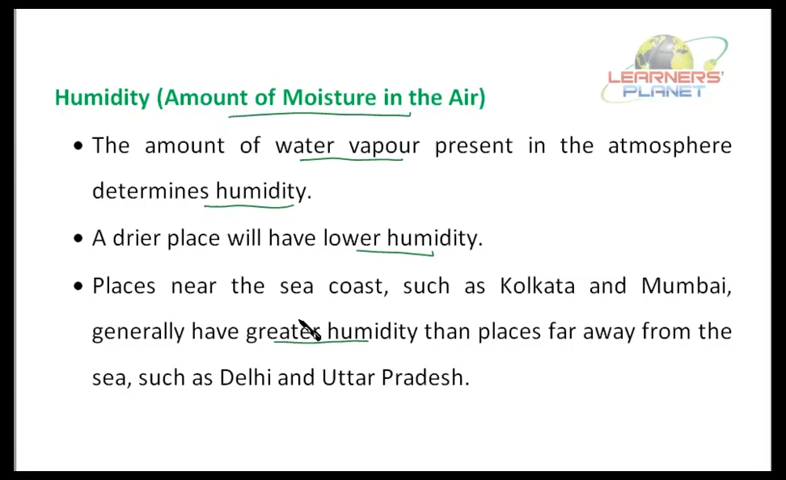 LEARNERS'
PLANET
Humidity (Amount of Moisture in the Air)
• The amount of water vapour present in the atmosphere
determines humidity.
• A drier place will have lower humidity.
• Places near the sea coast, such as Kolkata and Mumbai,
generally have greater humidity than places far away from the
sea, such as Delhi and Uttar Pradesh.